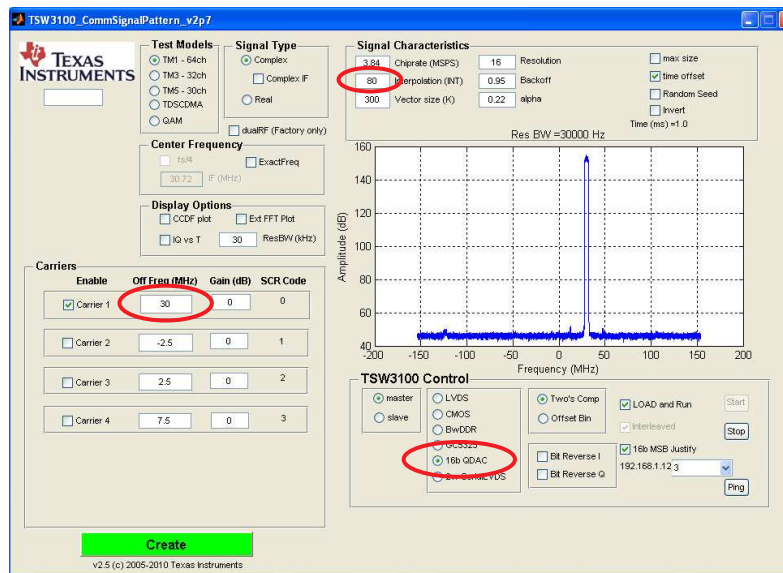 TSW3100_CommSignalPattern_v2p7
TEXAS
INSTRUMENTS
Test Models
TM1 - 64ch
TM3 - 32ch
TM5 - 30ch
TDSCDMA
QAM
Signal Type
Complex
Complex IF
Real
dualRF (Factory only)
Center Frequency
fs/4
ExactFreq
30.72 IF (MHz)
Display Options
CCDF plot
Ext FFT Plot
IQ vs T
30 ResBW (kHz)
Signal Characteristics
3.84 Chiprate (MSPS) 16 Resolution
80 Interpolation (INT) 0.95 Backoff
300 Vector size (K) 0.22 alpha
max size
time offset
Random Seed
Invert
Time (ms) =1.0
Res BW =30000 Hz
160
140
120
100
80
60
40
Amplitude (dB)
-200 -150 -100 -50 0 50 100 150 200
Frequency (MHz)
Carriers
Enable Off Freq (MHz) Gain (dB) SCR Code
Carrier 1 30 0 0
Carrier 2 -2.5 0 1
Carrier 3 2.5 0 2
Carrier 4 7.5 0 3
TSW3100 Control
master
slave
LVDS
CMOS
BwDDR
GC5325
16b QDAC
Two's Comp
Offset Bin
Bit Reverse I
Bit Reverse Q
LOAD and Run
Interleaved
16b MSB Justify
192.168.1.12 3
Start
Stop
Ping
Create
v2.5 (c) 2005-2010 Texas Instruments